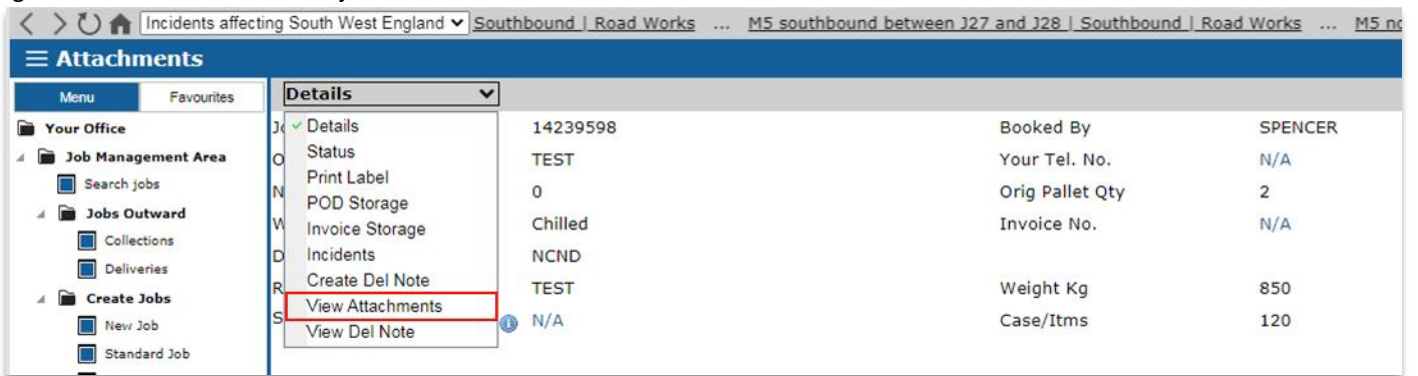 Incidents affecting South West England Southbound | Road Works ... M5 southbound between J27 and J28 | Southbound | Road Works ... M5 no
Attachments
Menu Favourites
Your Office
Job Management Area
Search jobs
Jobs Outward
Collections
Deliveries
Create Jobs
New Job
Standard Job
Details
Details
Status
Print Label
POD Storage
Invoice Storage
Incidents
Create Del Note
View Attachments
View Del Note
14239598 Booked By SPENCER
TEST Your Tel. No. N/A
0 Orig Pallet Qty 2
Chilled Invoice No. N/A
NCND
TEST Weight Kg 850
N/A Case/Itms 120